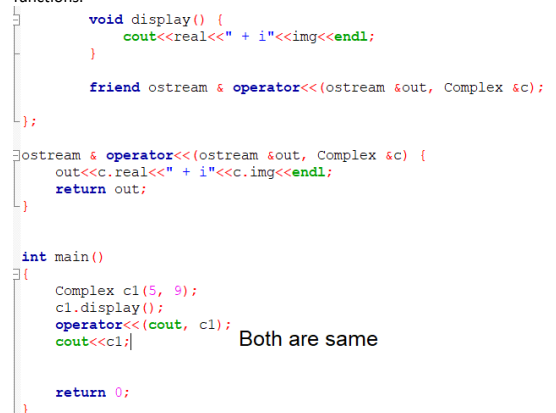 functions.
void display() {
cout<<real<<" + i"<<img<<endl;
}
friend ostream & operator<<(ostream &out, Complex &c);
};
ostream & operator<<(ostream &out, Complex &c) {
out<<c.real<<" + i"<<c.img<<endl;
return out;
}
int main()
{
Complex c1(5, 9);
c1.display();
operator<<(cout, c1);
cout<<c1; Both are same
return 0;
}